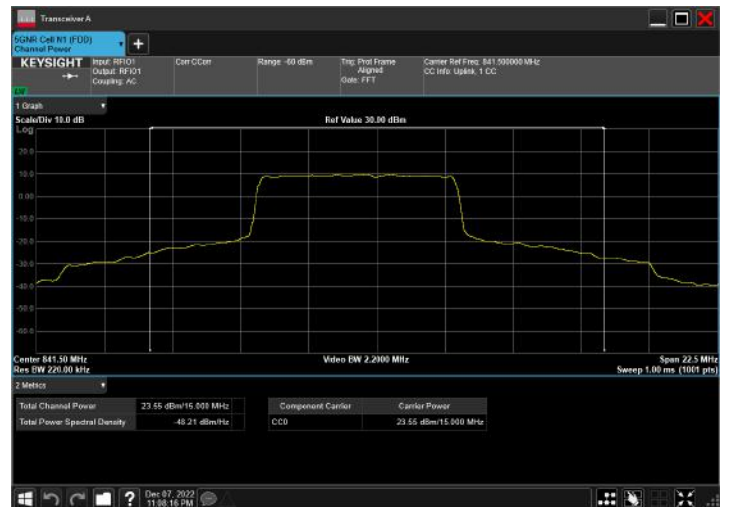 Transceiver A
5GNR Cell N1 (FDD)
Channel Power
KEYSIGHT
Input: RFIO1
Output: RFIO1
Coupling: AC
Corr CCorr
Range: -60 dBm
Trig: Prot Frame
Aligned
Gate: FFT
Carrier Ref Freq: 841.500000 MHz
CC Info: Uplink, 1 CC
1 Graph
Scale/Div 10.0 dB
Ref Value 30.00 dBm
Log
20.0
10.0
0.00
-10.0
-20.0
-30.0
-40.0
-50.0
-60.0
Center 841.50 MHz
Video BW 2.2000 MHz
Span 22.5 MHz
Res BW 220.00 kHz
Sweep 1.00 ms (1001 pts)
2 Metrics
Total Channel Power 23.55 dBm/15.000 MHz
Component Carrier Carrier Power
Total Power Spectral Density -48.21 dBm/Hz
CC0 23.55 dBm/15.000 MHz
Dec 07, 2022
11:08:16 PM